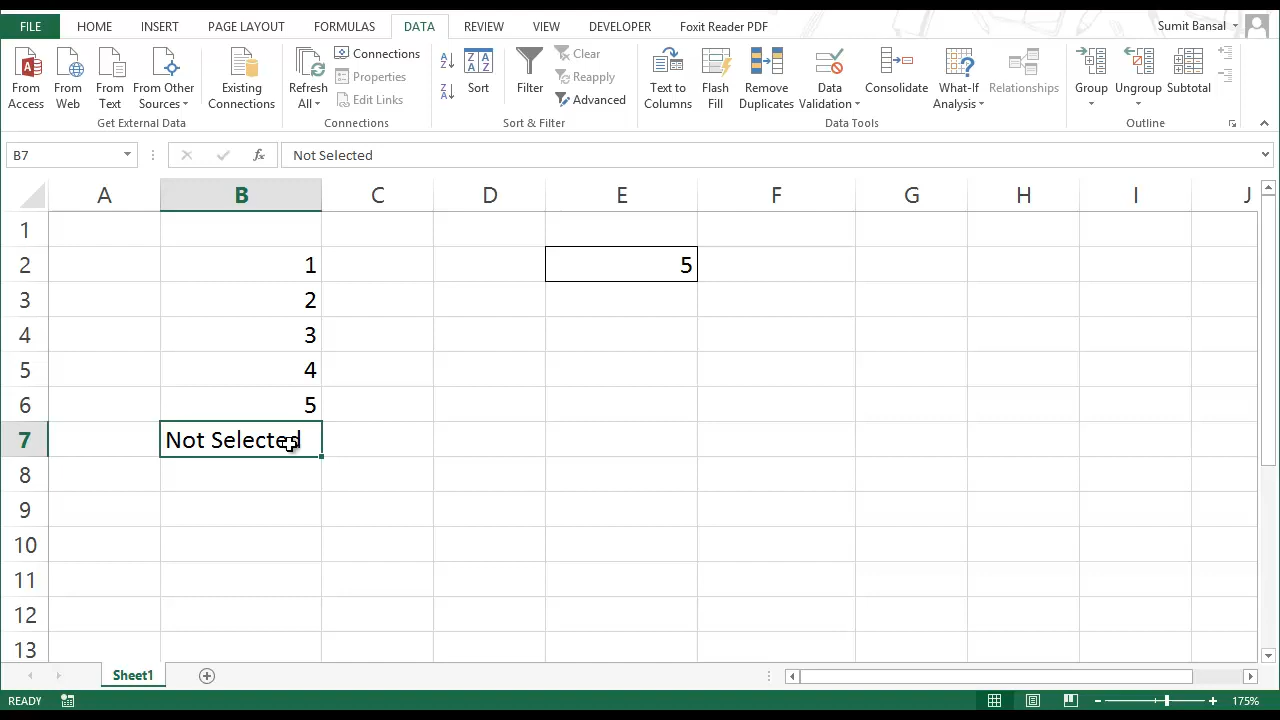 FILE HOME INSERT PAGE LAYOUT FORMULAS DATA REVIEW VIEW DEVELOPER Foxit Reader PDF Sumit Bansal
From Access
From Web
From Text
From Other Sources
Existing Connections
Get External Data
Refresh All
Connections
Properties
Edit Links
Connections
A Z
Z A
Z A A Z
Sort
Filter
Clear
Reapply
Advanced
Sort & Filter
Text to Columns
Flash Fill
Remove Duplicates
Data Validation
Consolidate
What-If Analysis
Relationships
Data Tools
Group
Ungroup
Subtotal
Outline
B7 fx Not Selected
A B C D E F G H I J
1
2 1 5
3 2
4 3
5 4
6 5
7 Not Selected
8
9
10
11
12
13
Sheet1
READY 175%